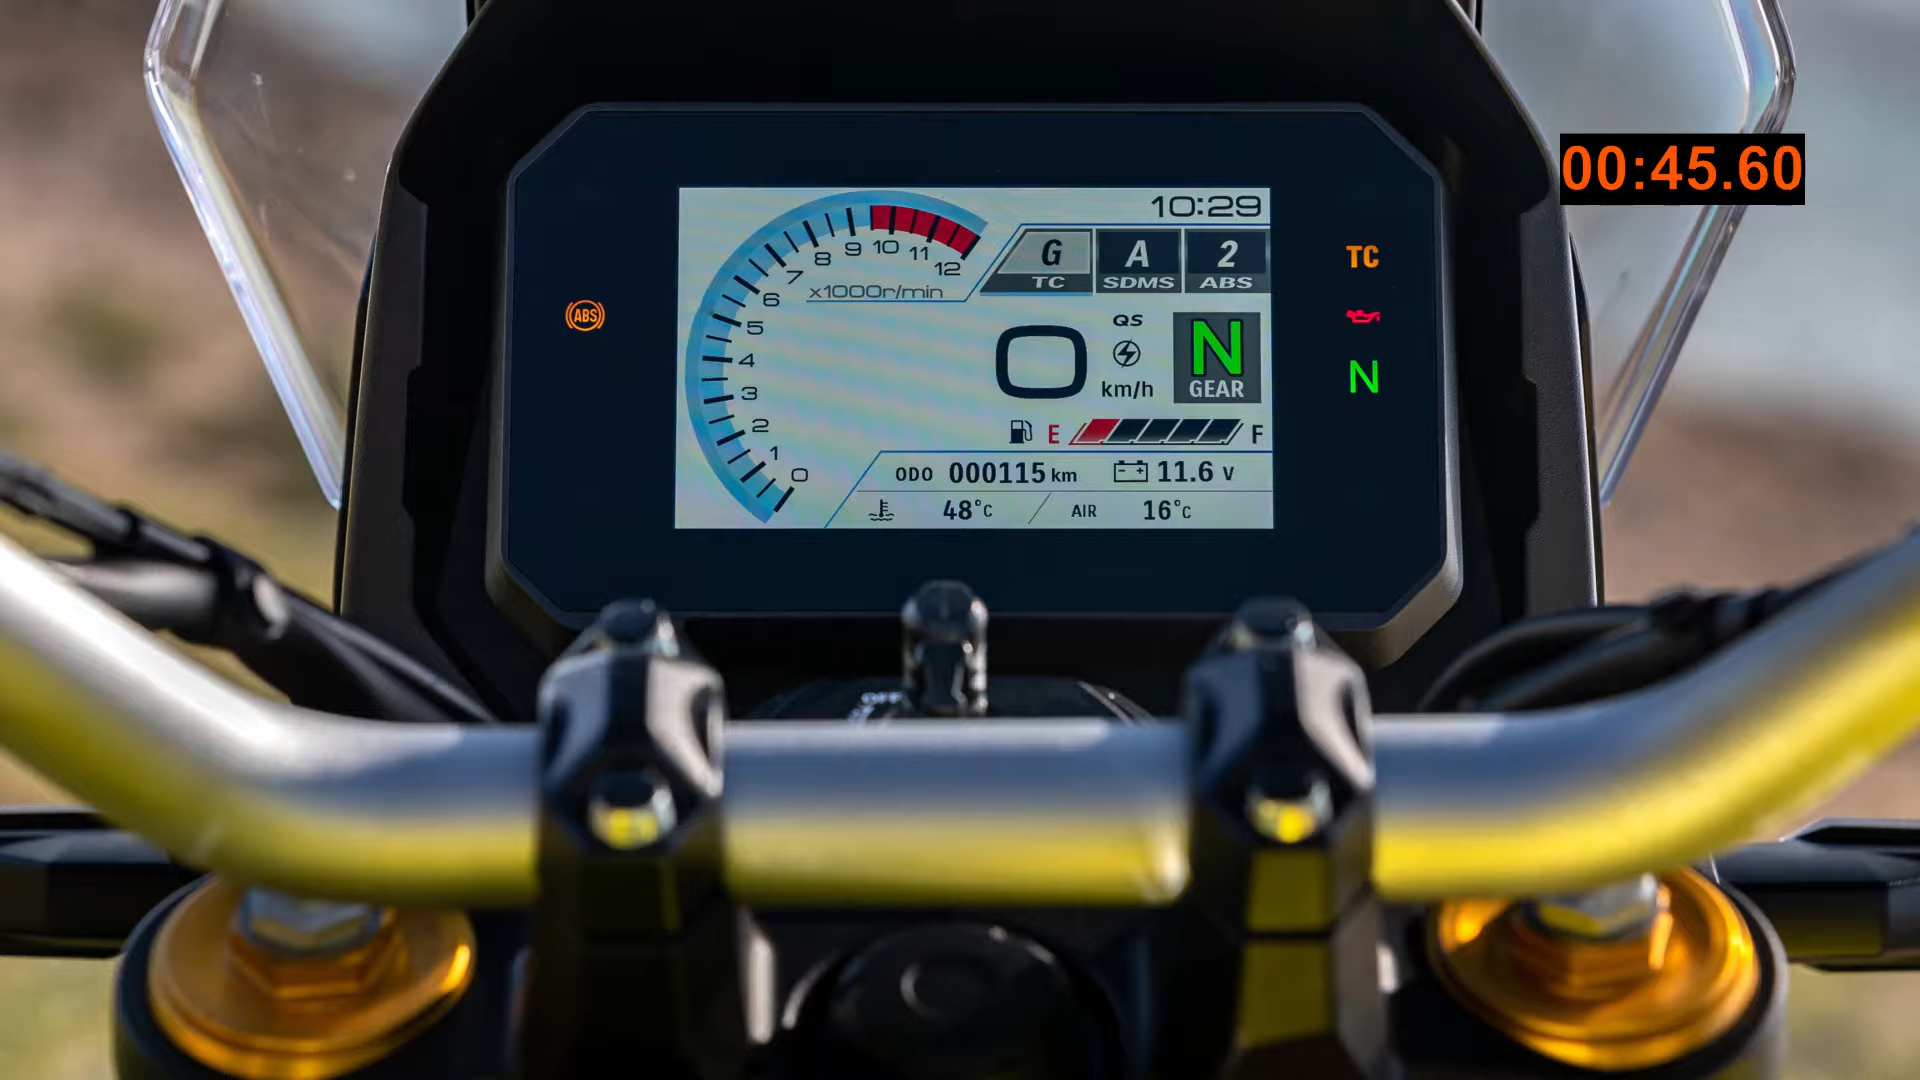 00:45.60
10:29
G A 2
TC SDMS ABS
TC
ABS
0 1 2 3 4 5 6 7 8 9 10 11 12
x1000r/min
0
QS
km/h
N
GEAR
N
E F
ODO 000115 km 11.6 V
48°C AIR 16°C
OFF